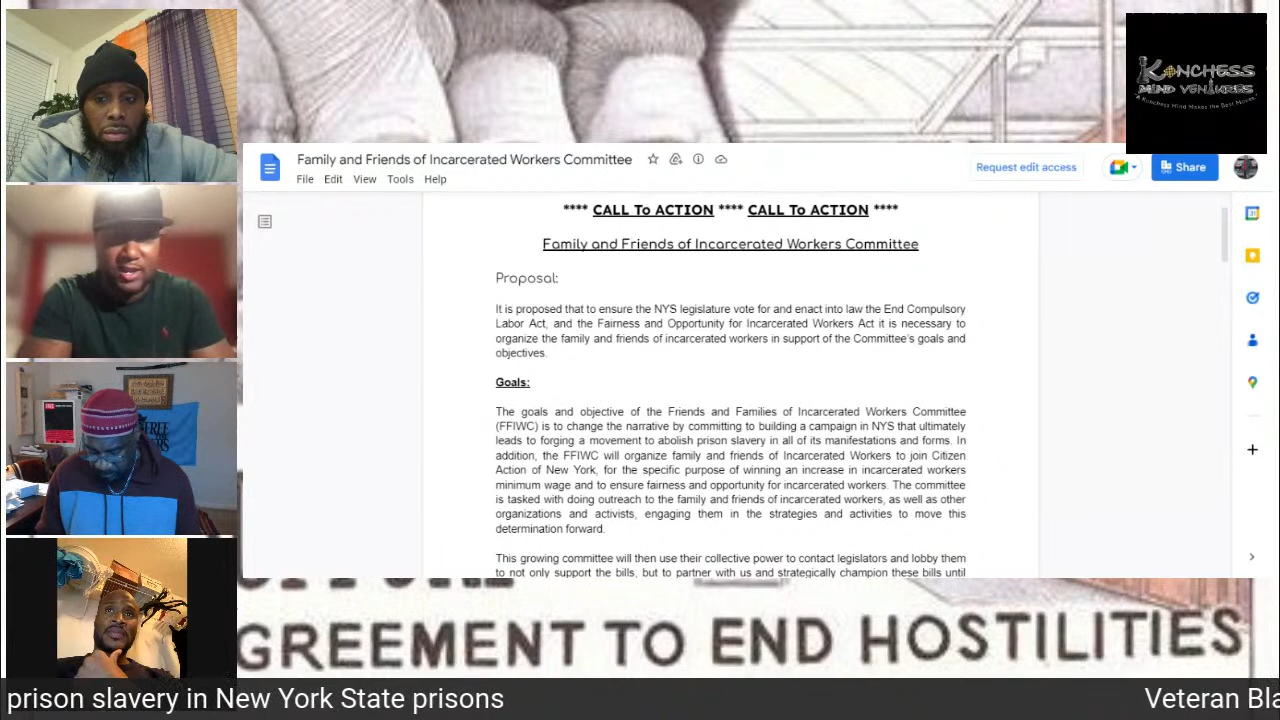 KONCHESS
MIND VENTURES
"A Konchess Mind Makes the Best Moves."
Family and Friends of Incarcerated Workers Committee
Request edit access
Share
File Edit View Tools Help
**** CALL To ACTION **** CALL To ACTION ****
Family and Friends of Incarcerated Workers Committee
Proposal:
It is proposed that to ensure the NYS legislature vote for and enact into law the End Compulsory
Labor Act, and the Fairness and Opportunity for Incarcerated Workers Act it is necessary to
organize the family and friends of incarcerated workers in support of the Committee's goals and
objectives.
Goals:
The goals and objective of the Friends and Families of Incarcerated Workers Committee
(FFIWC) is to change the narrative by committing to building a campaign in NYS that ultimately
leads to forging a movement to abolish prison slavery in all of its manifestations and forms. In
addition, the FFIWC will organize family and friends of Incarcerated Workers to join Citizen
Action of New York, for the specific purpose of winning an increase in incarcerated workers
minimum wage and to ensure fairness and opportunity for incarcerated workers. The committee
is tasked with doing outreach to the family and friends of incarcerated workers, as well as other
organizations and activists, engaging them in the strategies and activities to move this
determination forward.
This growing committee will then use their collective power to contact legislators and lobby them
to not only support the bills, but to partner with us and strategically champion these bills until
GREEMENT TO END HOSTILITIES
prison slavery in New York State prisons
Veteran Bla